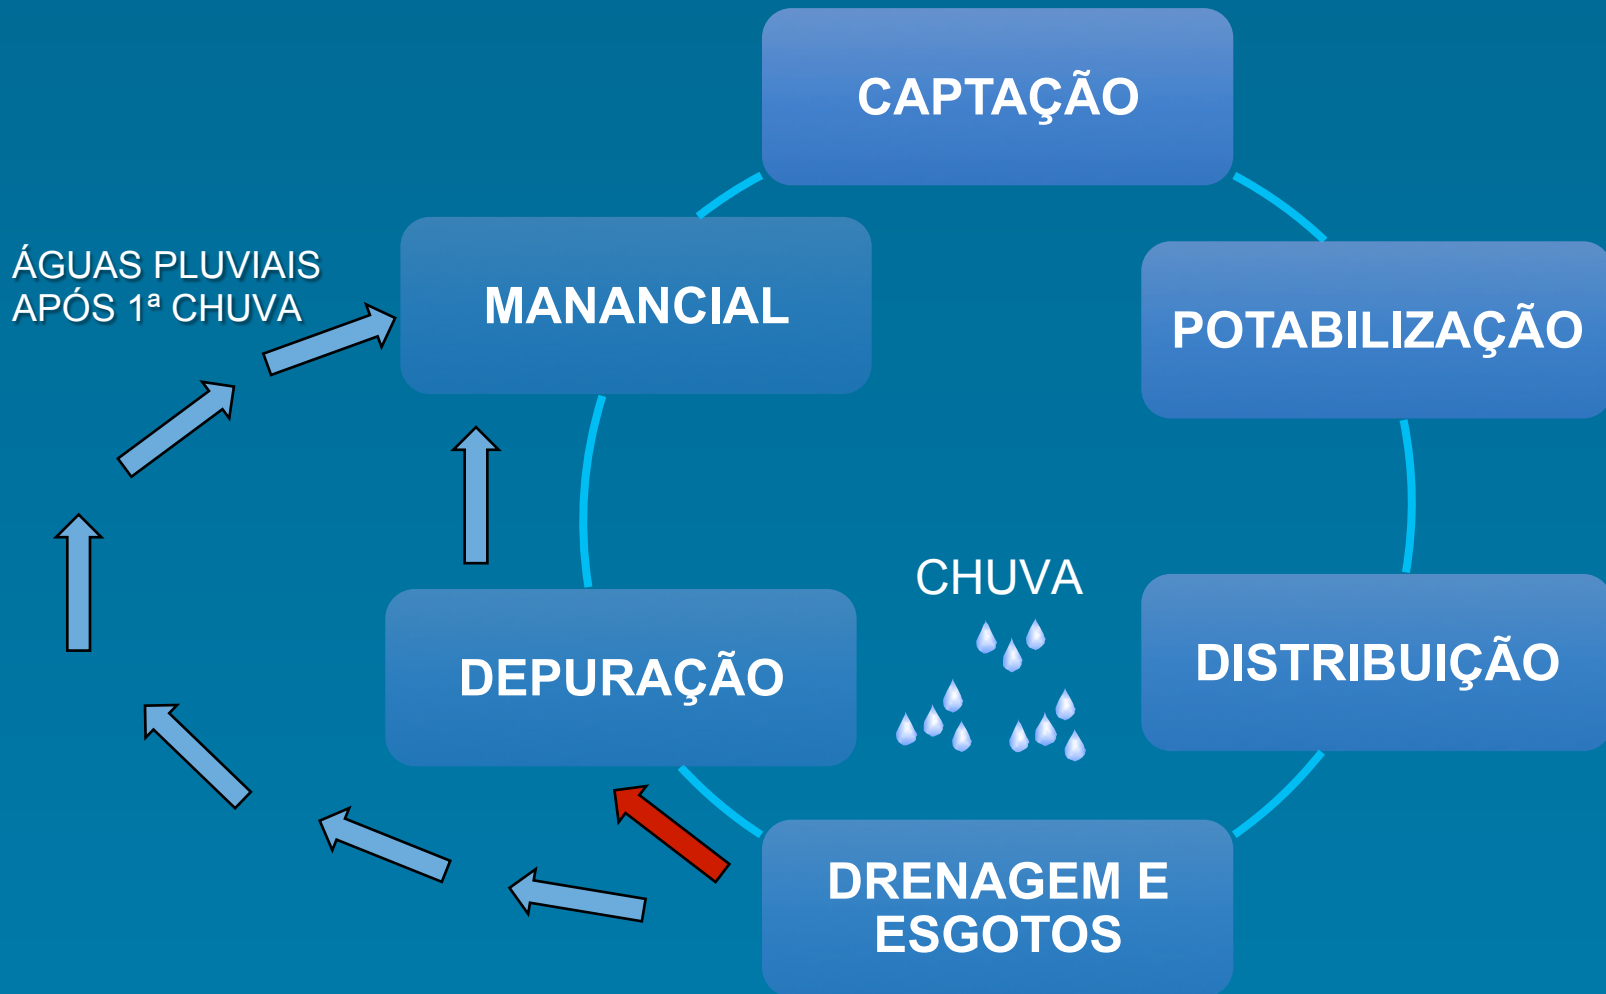 CAPTAÇÃO
ÁGUAS PLUVIAIS
APÓS 1ª CHUVA
MANANCIAL
POTABILIZAÇÃO
CHUVA
DEPURAÇÃO
DISTRIBUIÇÃO
DRENAGEM E
ESGOTOS